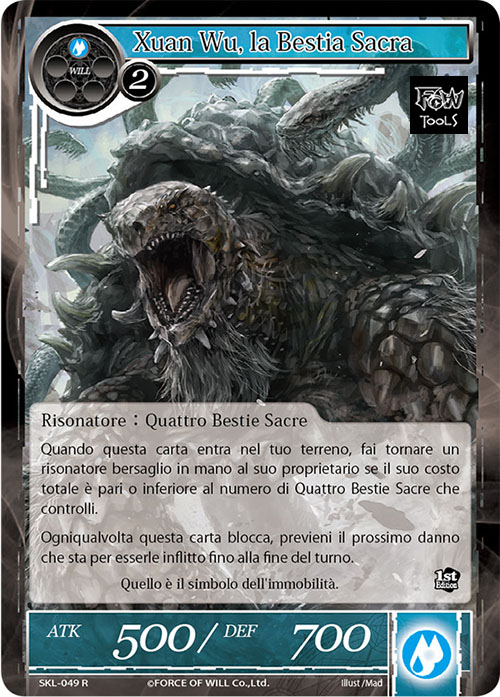 Xuan Wu, la Bestia Sacra
WILL
2
FoW
TOOLS
Risonatore : Quattro Bestie Sacre
Quando questa carta entra nel tuo terreno, fai tornare un
risonatore bersaglio in mano al suo proprietario se il suo costo
totale è pari o inferiore al numero di Quattro Bestie Sacre che
controlli.
Ogniqualvolta questa carta blocca, previeni il prossimo danno
che sta per esserle inflitto fino alla fine del turno.
Quello è il simbolo dell'immobilità.
1st
Edition
ATK 500/ DEF 700
SKL-049 R ©FORCE OF WILL Co.,Ltd. Illust /Mad